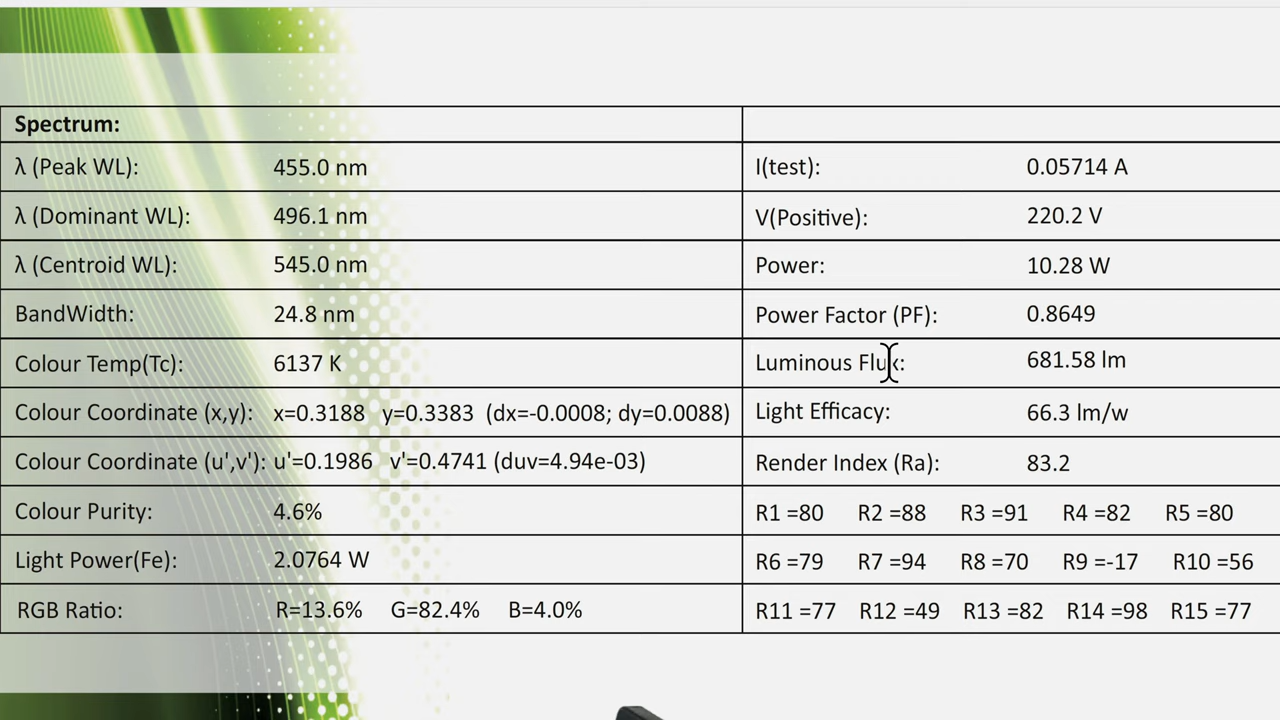 Spectrum:
λ (Peak WL): 455.0 nm
λ (Dominant WL): 496.1 nm
λ (Centroid WL): 545.0 nm
BandWidth: 24.8 nm
Colour Temp(Tc): 6137 K
Colour Coordinate (x,y): x=0.3188 y=0.3383 (dx=-0.0008; dy=0.0088)
Colour Coordinate (u',v'): u'=0.1986 v'=0.4741 (duv=4.94e-03)
Colour Purity: 4.6%
Light Power(Fe): 2.0764 W
RGB Ratio: R=13.6% G=82.4% B=4.0%
I(test): 0.05714 A
V(Positive): 220.2 V
Power: 10.28 W
Power Factor (PF): 0.8649
Luminous Flux: 681.58 lm
Light Efficacy: 66.3 lm/w
Render Index (Ra): 83.2
R1 =80 R2 =88 R3 =91 R4 =82 R5 =80
R6 =79 R7 =94 R8 =70 R9 =-17 R10 =56
R11 =77 R12 =49 R13 =82 R14 =98 R15 =77